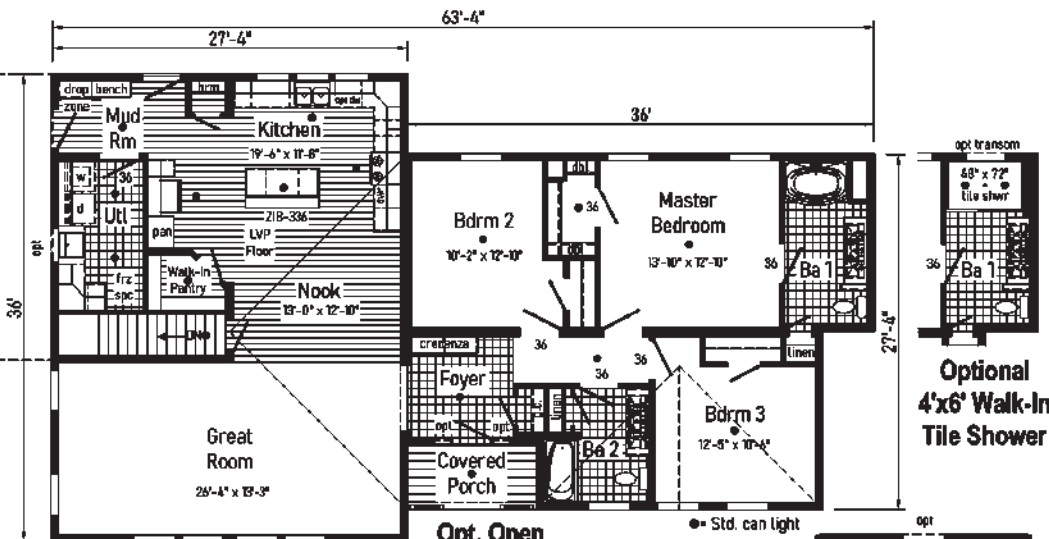 63'-4"
27'-4"
36'
36'
27'-4"
drop bench
zone
Mud
Rm
brm
opt dw
Kitchen
19'-6" x 11'-8"
w
d
36
Utl
opt
pan
ZIB-336
LVP
Floor
frz
spc
Walk-In
Pantry
Nook
13'-0" x 12'-10"
DN
Great
Room
26'-4" x 13'-3"
Bdrm 2
10'-2" x 12'-10"
dbl
36
dbl
Master
Bedroom
13'-10" x 12'-10"
36
Ba 1
linen
credenza
Foyer
opt
opt
36
36
36
linen
Ba 2
Bdrm 3
12'-5" x 10'-6"
Covered
Porch
Opt. Open
●= Std. can light
opt transom
48" x 72"
tile shwr
36
Ba 1
Optional
4'x6' Walk-In
Tile Shower
opt